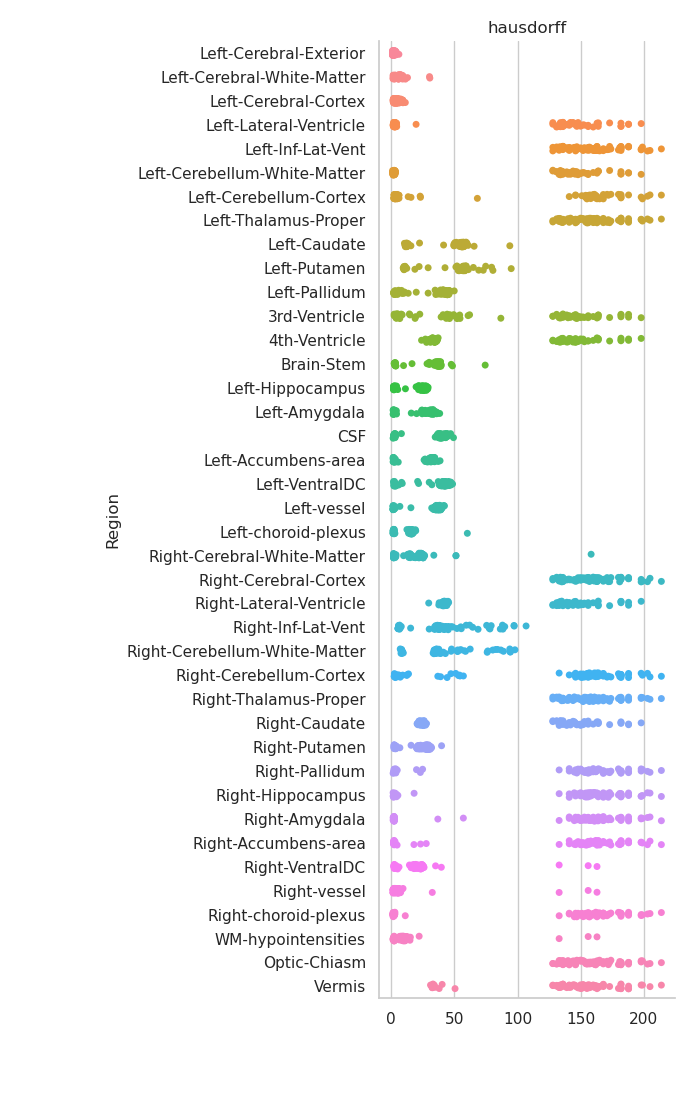 hausdorff
Left-Cerebral-Exterior
Left-Cerebral-White-Matter
Left-Cerebral-Cortex
Left-Lateral-Ventricle
Left-Inf-Lat-Vent
Left-Cerebellum-White-Matter
Left-Cerebellum-Cortex
Left-Thalamus-Proper
Left-Caudate
Left-Putamen
Left-Pallidum
3rd-Ventricle
4th-Ventricle
Brain-Stem
Left-Hippocampus
Left-Amygdala
CSF
Left-Accumbens-area
Left-VentralDC
Left-vessel
Left-choroid-plexus
Right-Cerebral-White-Matter
Right-Cerebral-Cortex
Right-Lateral-Ventricle
Right-Inf-Lat-Vent
Right-Cerebellum-White-Matter
Right-Cerebellum-Cortex
Right-Thalamus-Proper
Right-Caudate
Right-Putamen
Right-Pallidum
Right-Hippocampus
Right-Amygdala
Right-Accumbens-area
Right-VentralDC
Right-vessel
Right-choroid-plexus
WM-hypointensities
Optic-Chiasm
Vermis
Region
0 50 100 150 200